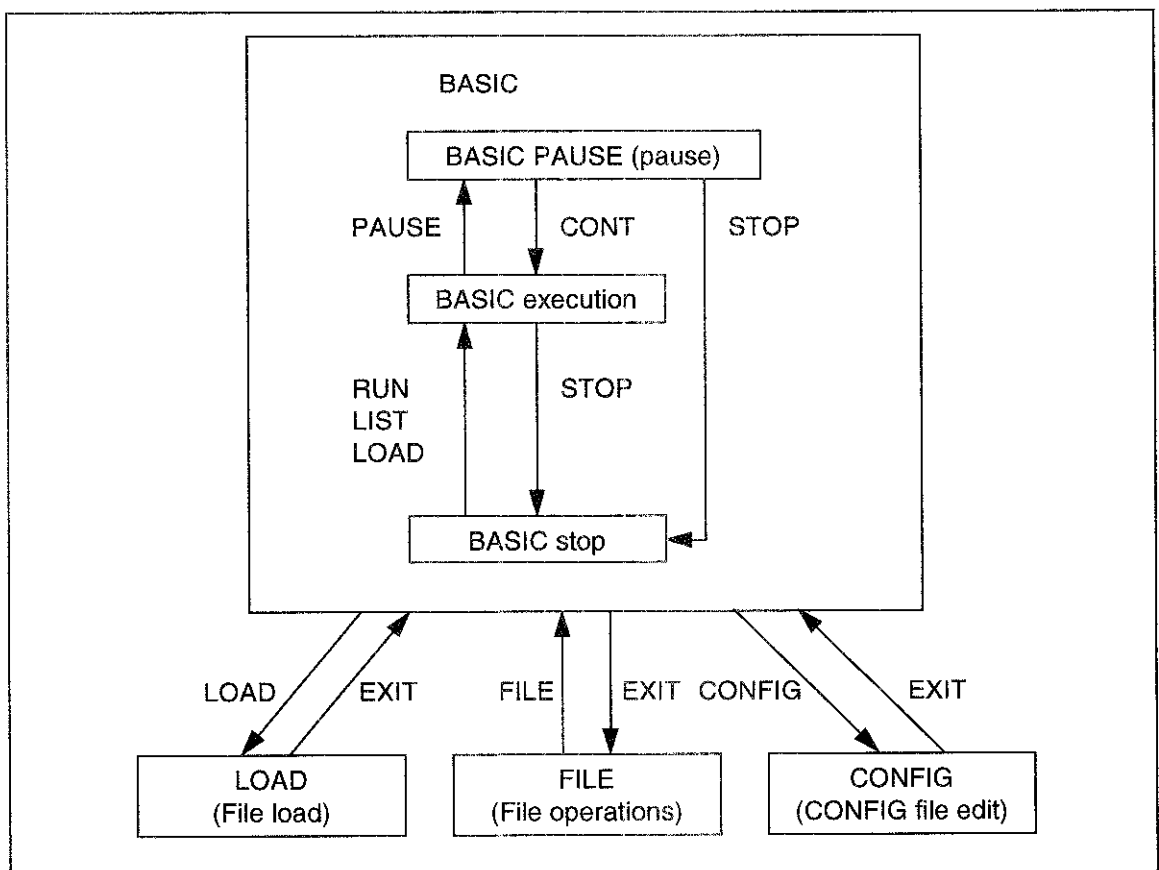 BASIC
BASIC PAUSE (pause)
PAUSE
CONT
STOP
BASIC execution
RUN
LIST
LOAD
STOP
BASIC stop
LOAD
EXIT
FILE
EXIT
CONFIG
EXIT
LOAD
(File load)
FILE
(File operations)
CONFIG
(CONFIG file edit)